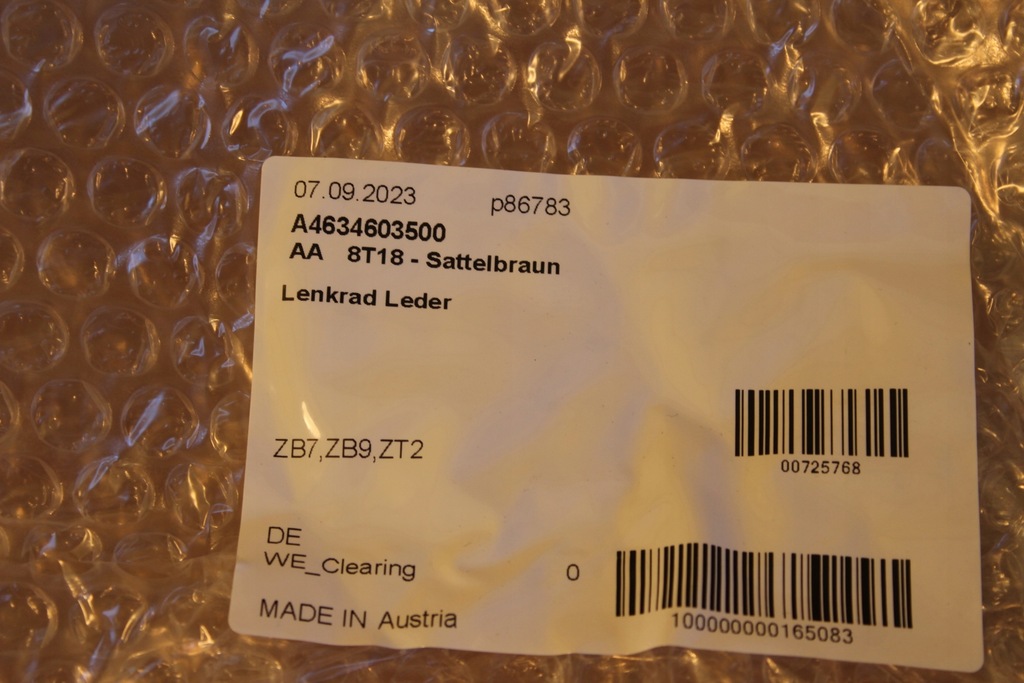 07.09.2023 p86783
A4634603500
AA 8T18 - Sattelbraun
Lenkrad Leder
00725768
ZB7,ZB9,ZT2
DE
WE_Clearing 0
MADE IN Austria
100000000165083